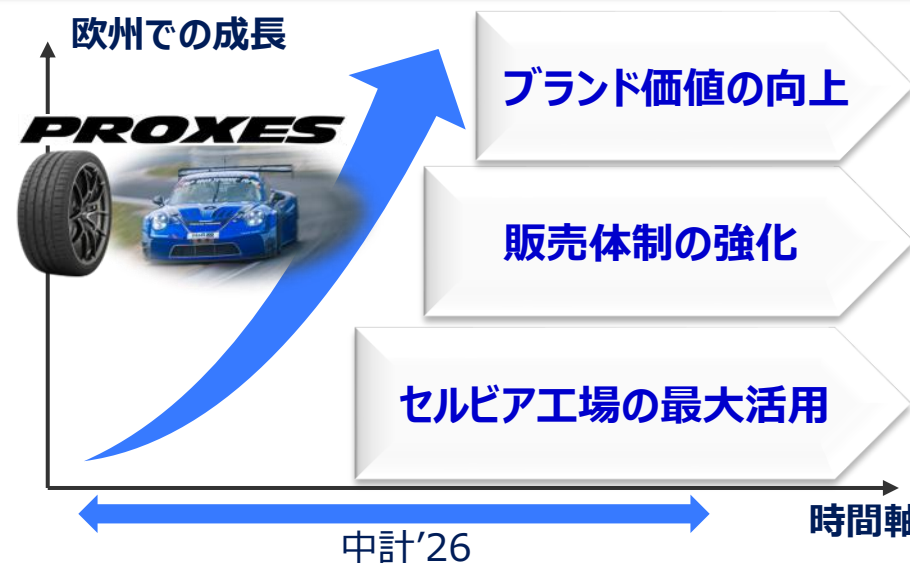 欧州での成長
PROXES
ブランド価値の向上
販売体制の強化
セルビア工場の最大活用
時間軸
中計’26